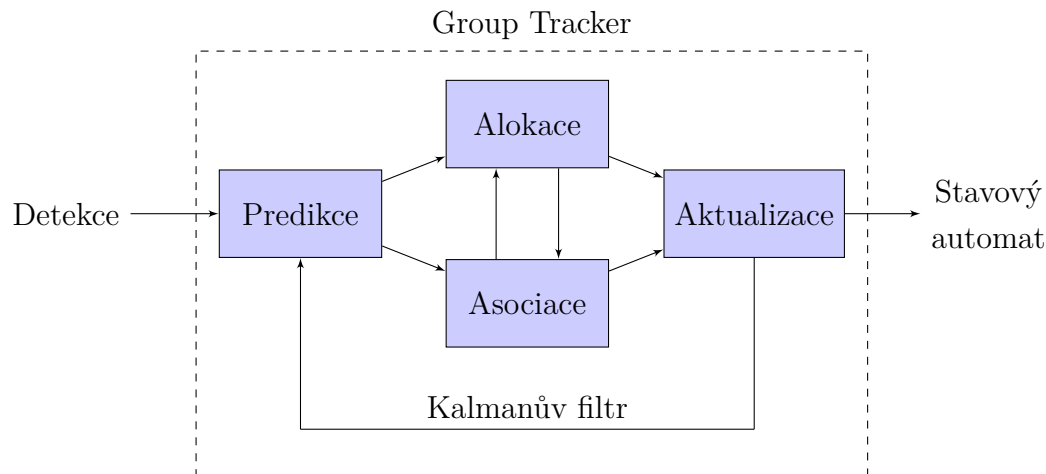 Group Tracker
Alokace
Detekce
Predikce
Aktualizace
Stavový
automat
Asociace
Kalmanův filtr